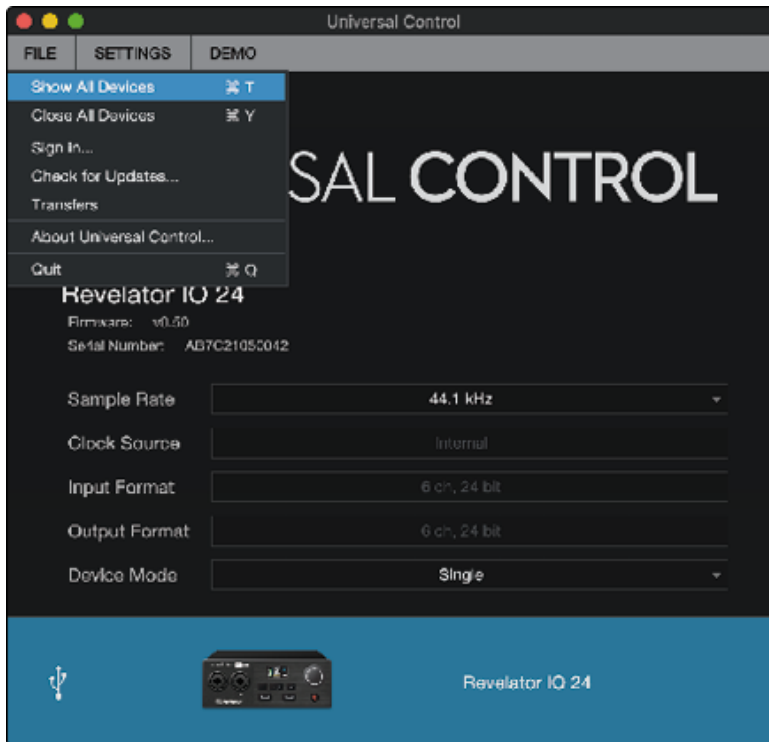 Universal Control
FILE SETTINGS DEMO
Show All Devices ⌘ T
Close All Devices ⌘ Y
Sign In...
Check for Updates...
Transfers
About Universal Control...
Quit ⌘ Q
SAL CONTROL
Revelator IO 24
Firmware: v0.50
Serial Number: AB7C21050042
Sample Rate 44.1 kHz
Clock Source Internal
Input Format 6 ch, 24 bit
Output Format 6 ch, 24 bit
Device Mode Single
Revelator IO 24